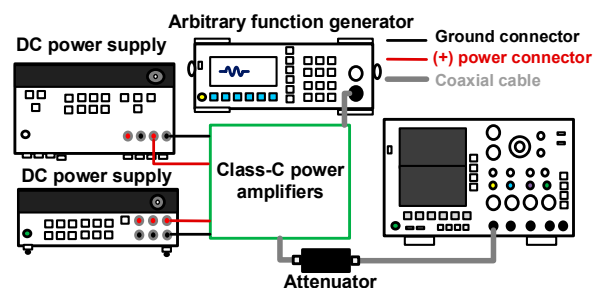 Arbitrary function generator
DC power supply
Ground connector
(+) power connector
Coaxial cable
Class-C power
amplifiers
DC power supply
Attenuator